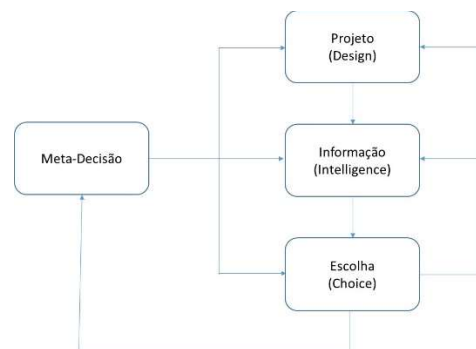 Projeto
(Design)
Meta-Decisão
Informação
(Intelligence)
Escolha
(Choice)